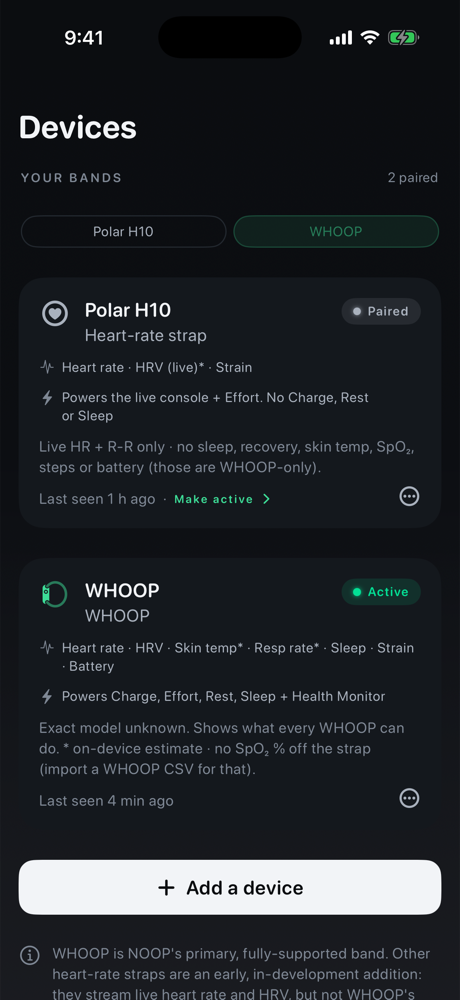 9:41
Devices
YOUR BANDS
2 paired
Polar H10
WHOOP
Polar H10
Paired
Heart-rate strap
Heart rate · HRV (live)* · Strain
Powers the live console + Effort. No Charge, Rest
or Sleep
Live HR + R-R only · no sleep, recovery, skin temp, SpO₂,
steps or battery (those are WHOOP-only).
Last seen 1 h ago · Make active
WHOOP
Active
WHOOP
Heart rate · HRV · Skin temp* · Resp rate* · Sleep · Strain
· Battery
Powers Charge, Effort, Rest, Sleep + Health Monitor
Exact model unknown. Shows what every WHOOP can
do. * on-device estimate · no SpO₂ % off the strap
(import a WHOOP CSV for that).
Last seen 4 min ago
+ Add a device
WHOOP is NOOP's primary, fully-supported band. Other
heart-rate straps are an early, in-development addition:
they stream live heart rate and HRV, but not WHOOP's